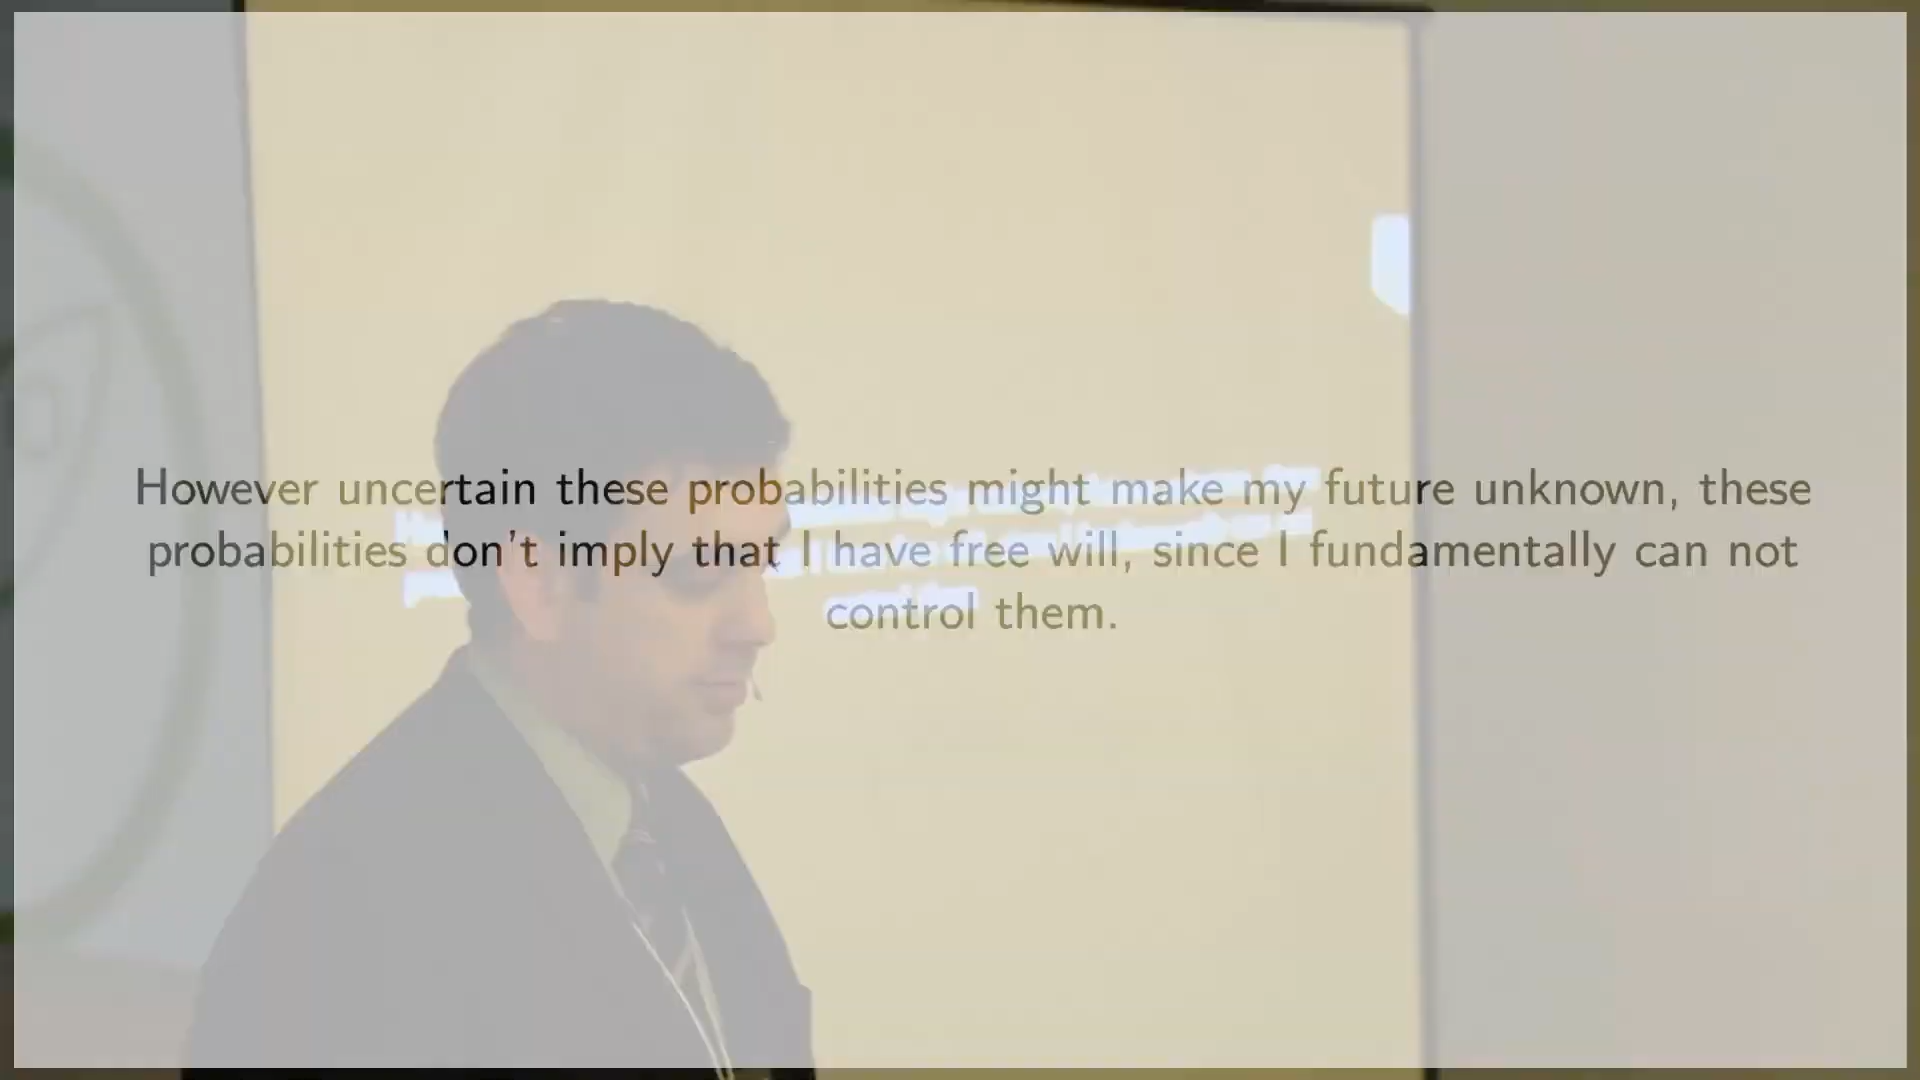 However uncertain these probabilities might make my future unknown, these
probabilities don't imply that I have free will, since I fundamentally can not
control them.